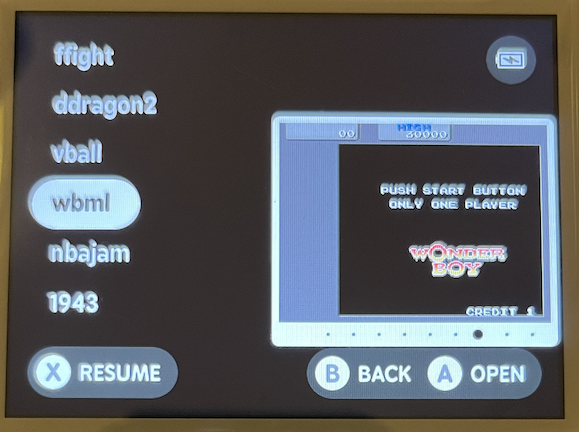 ffight
ddragon2
vball
wbml
nbajam
1943
00
HIGH
30000
PUSH START BUTTON
ONLY ONE PLAYER
WONDER
BOY
CREDIT 1
X RESUME
B BACK
A OPEN